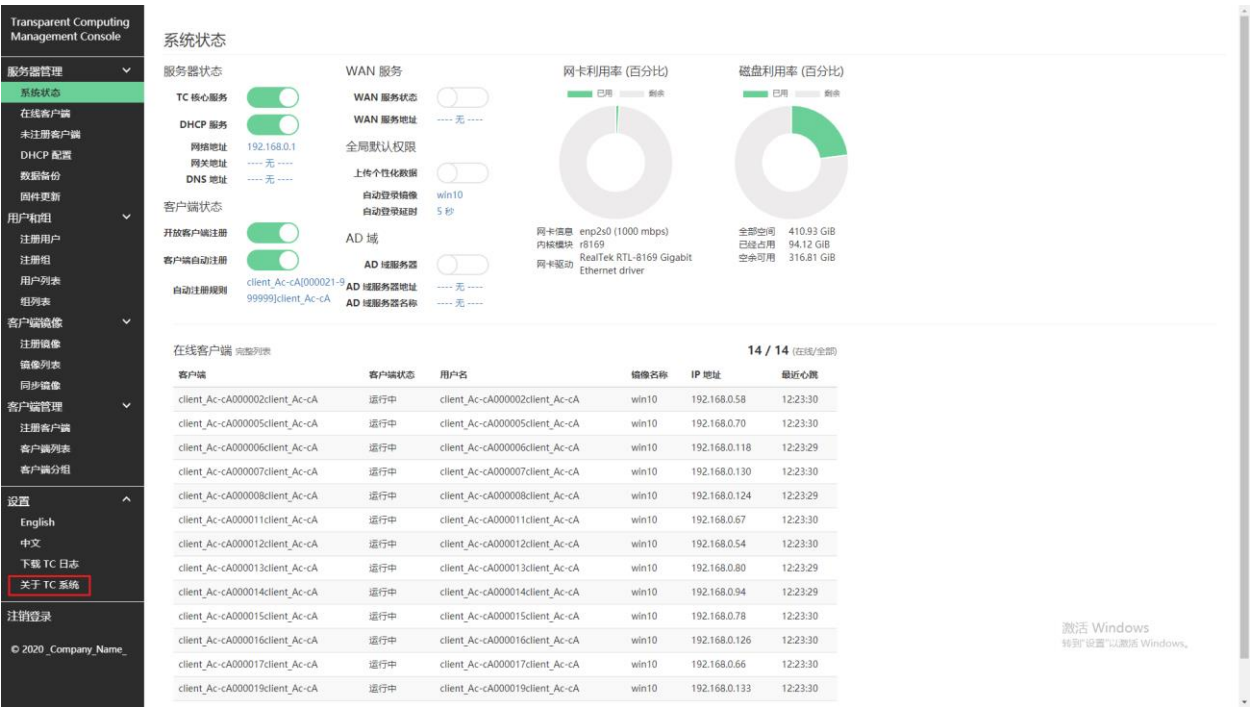 Transparent Computing
Management Console
服务器管理
系统状态
在线客户端
未注册客户端
DHCP 配置
数据备份
固件更新
用户和组
注册用户
注册组
用户列表
组列表
客户端镜像
注册镜像
镜像列表
同步镜像
客户端管理
注册客户端
客户端列表
客户端分组
设置
English
中文
下载 TC 日志
关于 TC 系统
注销登录
© 2020 _Company_Name_
系统状态
服务器状态
TC 核心服务
DHCP 服务
网络地址 192.168.0.1
网关地址 ---- 无 ----
DNS 地址 ---- 无 ----
客户端状态
开放客户端注册
客户端自动注册
自动注册规则 client_Ac-cA[000021-9
99999]client_Ac-cA
WAN 服务
WAN 服务状态
WAN 服务地址 ---- 无 ----
全局默认权限
上传个性化数据
自动登录镜像 win10
自动登录延时 5 秒
AD 域
AD 域服务器
AD 域服务器地址 ---- 无 ----
AD 域服务器名称 ---- 无 ----
网卡利用率 (百分比)
已用 剩余
网卡信息 enp2s0 (1000 mbps)
内核模块 r8169
网卡驱动 RealTek RTL-8169 Gigabit
Ethernet driver
磁盘利用率 (百分比)
已用 剩余
全部空间 410.93 GiB
已经占用 94.12 GiB
空余可用 316.81 GiB
在线客户端 完整列表 14 / 14 (在线/全部)
客户端 客户端状态 用户名 镜像名称 IP 地址 最近心跳
client_Ac-cA000002client_Ac-cA 运行中 client_Ac-cA000002client_Ac-cA win10 192.168.0.58 12:23:30
client_Ac-cA000005client_Ac-cA 运行中 client_Ac-cA000005client_Ac-cA win10 192.168.0.70 12:23:30
client_Ac-cA000006client_Ac-cA 运行中 client_Ac-cA000006client_Ac-cA win10 192.168.0.118 12:23:29
client_Ac-cA000007client_Ac-cA 运行中 client_Ac-cA000007client_Ac-cA win10 192.168.0.130 12:23:30
client_Ac-cA000008client_Ac-cA 运行中 client_Ac-cA000008client_Ac-cA win10 192.168.0.124 12:23:29
client_Ac-cA000011client_Ac-cA 运行中 client_Ac-cA000011client_Ac-cA win10 192.168.0.67 12:23:30
client_Ac-cA000012client_Ac-cA 运行中 client_Ac-cA000012client_Ac-cA win10 192.168.0.54 12:23:30
client_Ac-cA000013client_Ac-cA 运行中 client_Ac-cA000013client_Ac-cA win10 192.168.0.80 12:23:29
client_Ac-cA000014client_Ac-cA 运行中 client_Ac-cA000014client_Ac-cA win10 192.168.0.94 12:23:29
client_Ac-cA000015client_Ac-cA 运行中 client_Ac-cA000015client_Ac-cA win10 192.168.0.78 12:23:30
client_Ac-cA000016client_Ac-cA 运行中 client_Ac-cA000016client_Ac-cA win10 192.168.0.126 12:23:30
client_Ac-cA000017client_Ac-cA 运行中 client_Ac-cA000017client_Ac-cA win10 192.168.0.66 12:23:30
client_Ac-cA000019client_Ac-cA 运行中 client_Ac-cA000019client_Ac-cA win10 192.168.0.133 12:23:30
激活 Windows
转到"设置"以激活 Windows。